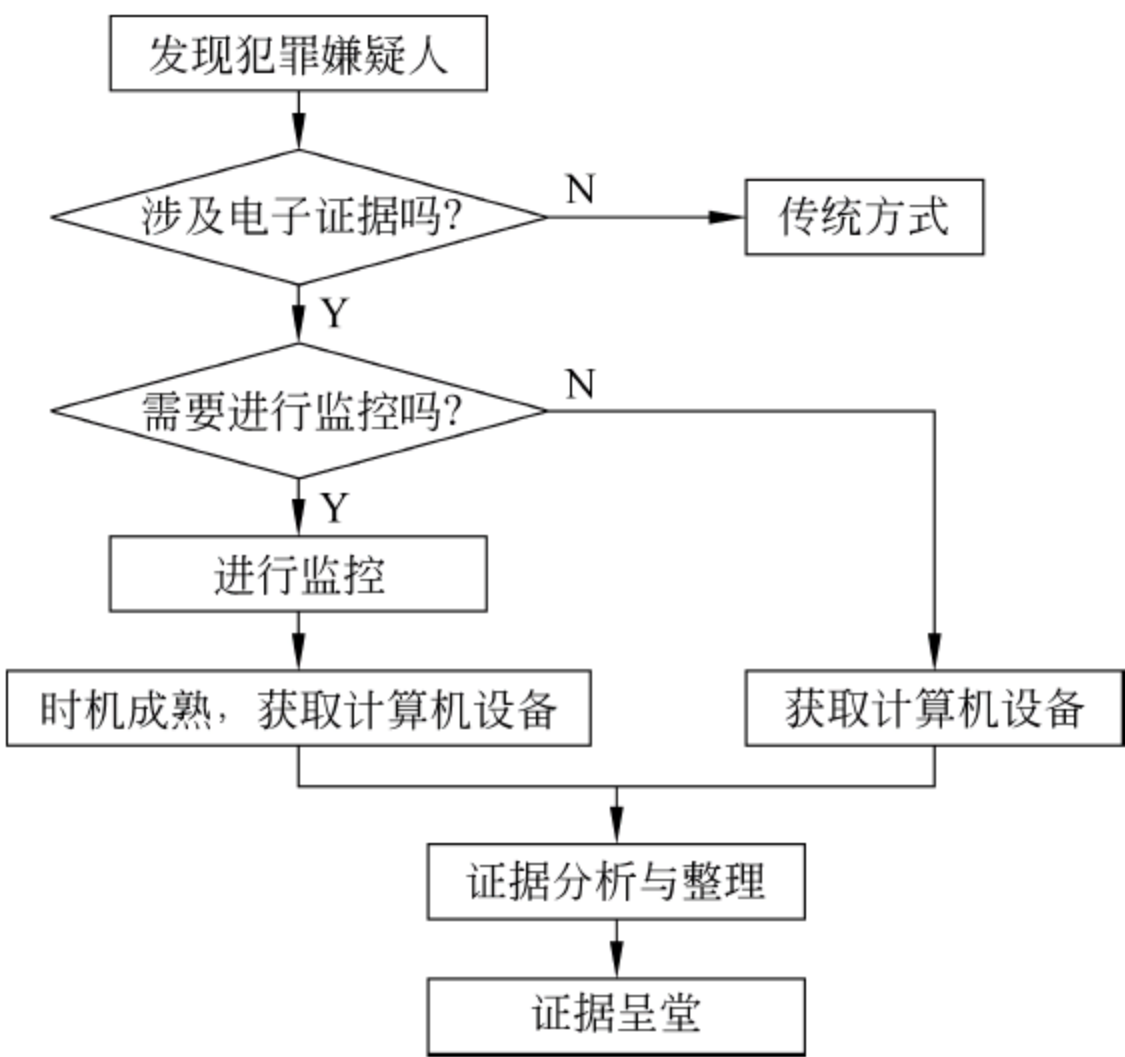 发现犯罪嫌疑人
涉及电子证据吗?
N
传统方式
Y
需要进行监控吗?
N
Y
进行监控
时机成熟，获取计算机设备
获取计算机设备
证据分析与整理
证据呈堂